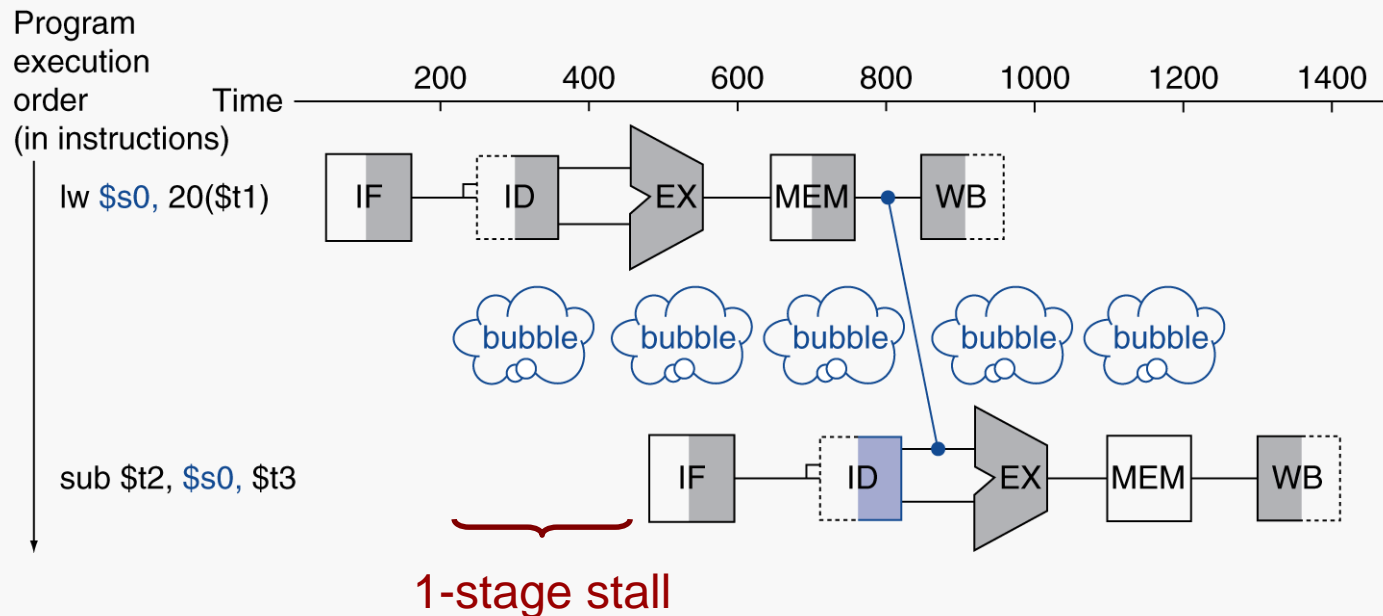 Program
execution
order
(in instructions)
Time
200 400 600 800 1000 1200 1400
lw $s0, 20($t1)
IF ID EX MEM WB
bubble bubble bubble bubble bubble
sub $t2, $s0, $t3
IF ID EX MEM WB
1-stage stall